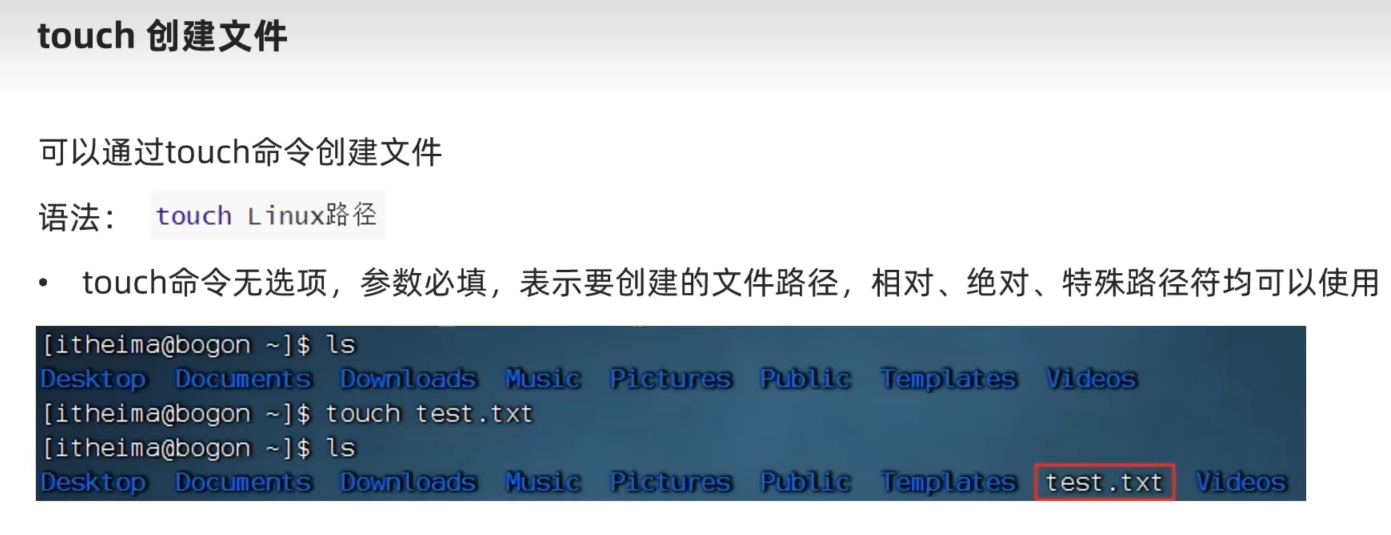 touch 创建文件
可以通过touch命令创建文件
语法： touch Linux路径
• touch命令无选项，参数必填，表示要创建的文件路径，相对、绝对、特殊路径符均可以使用
[itheima@bogon ~]$ ls
Desktop Documents Downloads Music Pictures Public Templates Videos
[itheima@bogon ~]$ touch test.txt
[itheima@bogon ~]$ ls
Desktop Documents Downloads Music Pictures Public Templates test.txt Videos